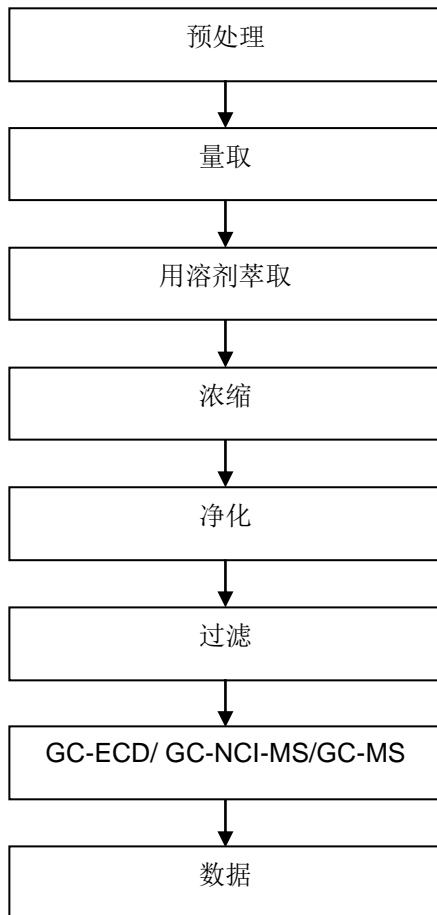 预处理
量取
用溶剂萃取
浓缩
净化
过滤
GC-ECD/ GC-NCI-MS/GC-MS
数据